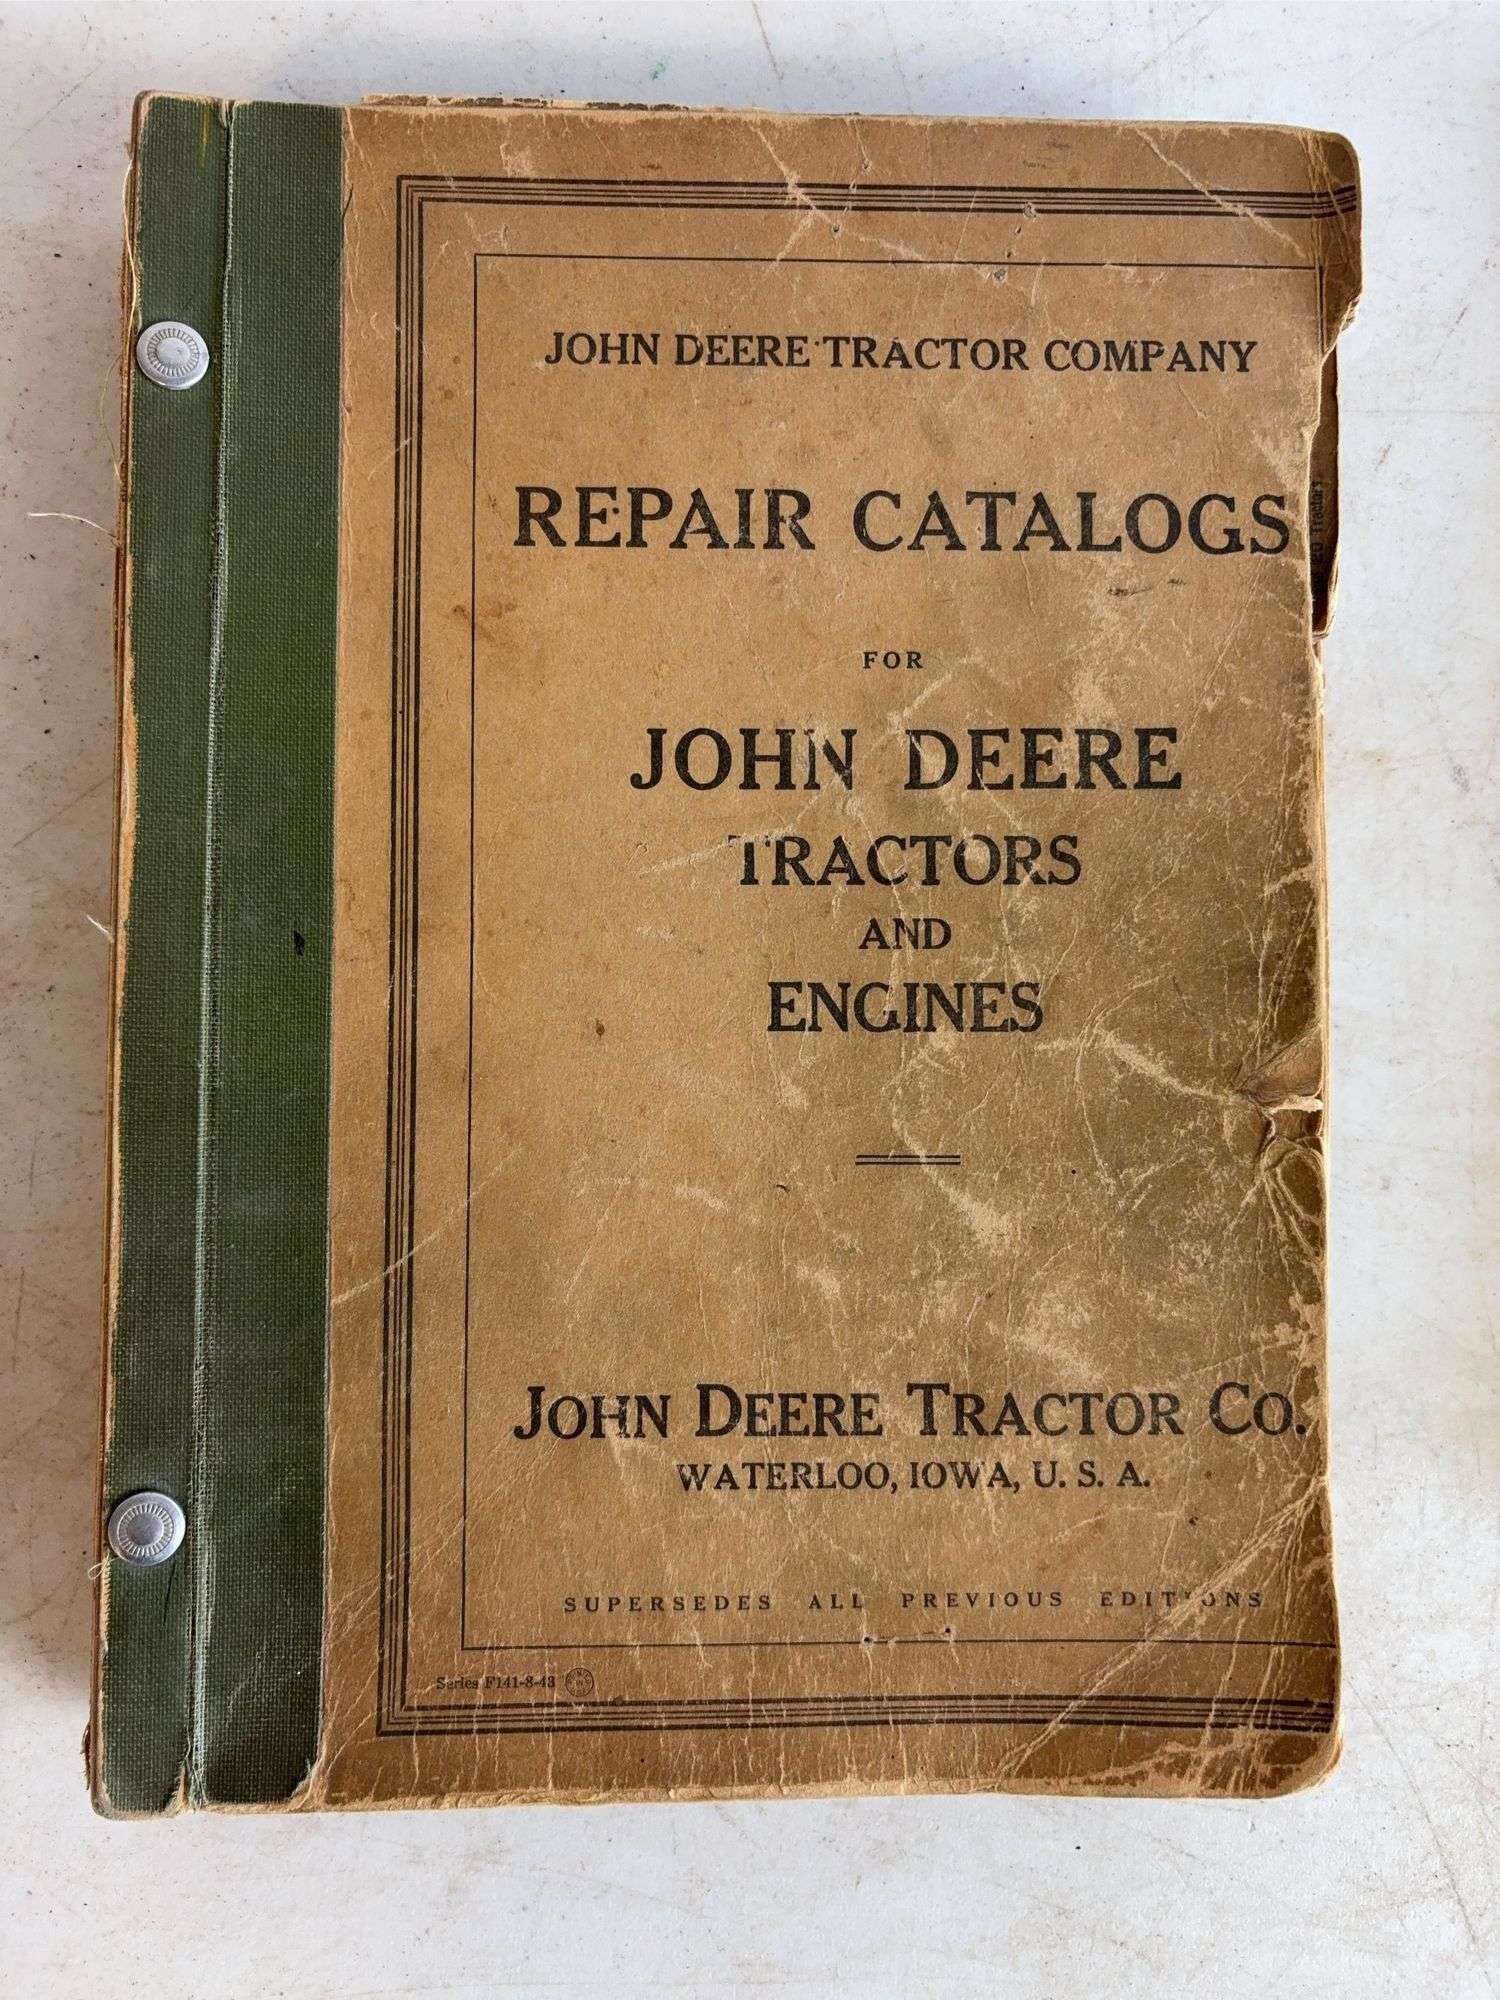 JOHN DEERE TRACTOR COMPANY
REPAIR CATALOGS
FOR
JOHN DEERE
TRACTORS
AND
ENGINES
JOHN DEERE TRACTOR CO.
WATERLOO, IOWA, U. S. A.
SUPERSEDES ALL PREVIOUS EDITIONS
Series F141-8-43